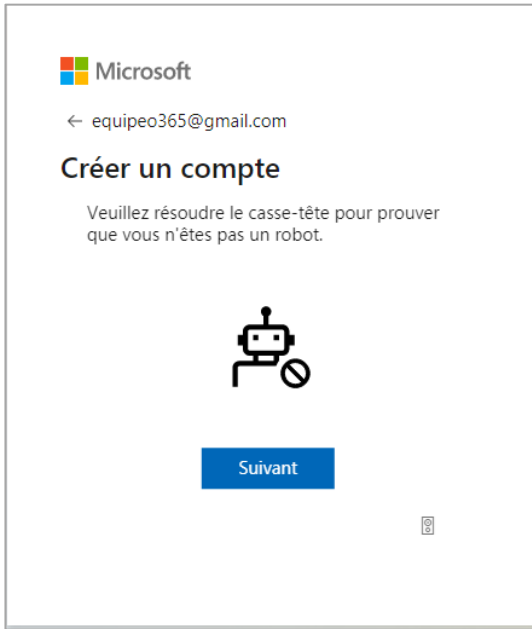 Microsoft
← equipeo365@gmail.com
Créer un compte
Veuillez résoudre le casse-tête pour prouver
que vous n'êtes pas un robot.
Suivant